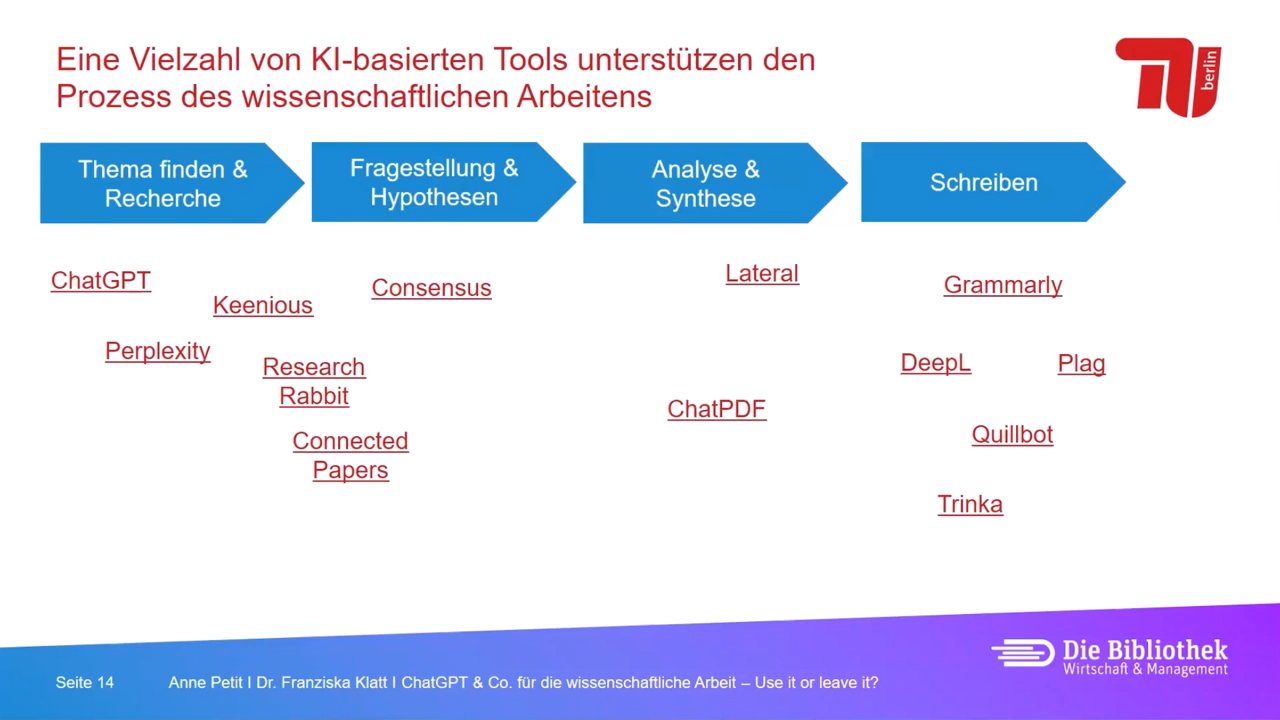 Eine Vielzahl von KI-basierten Tools unterstützen den
Prozess des wissenschaftlichen Arbeitens
berlin
Thema finden &
Recherche
Fragestellung &
Hypothesen
Analyse &
Synthese
Schreiben
ChatGPT
Keenious
Perplexity
Research
Rabbit
Connected
Papers
Consensus
Lateral
ChatPDF
Grammarly
DeepL
Plag
Quillbot
Trinka
Die Bibliothek
Wirtschaft & Management
Seite 14
Anne Petit I Dr. Franziska Klatt I ChatGPT & Co. für die wissenschaftliche Arbeit – Use it or leave it?